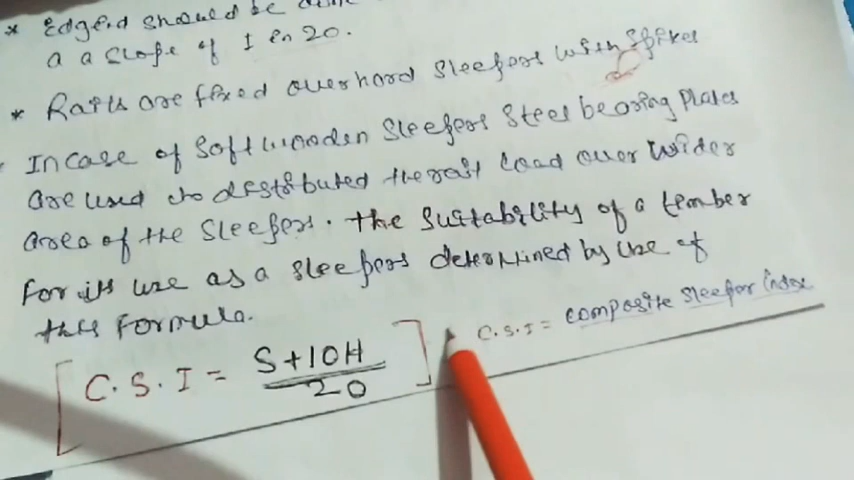 * Edged should be
a a slope of 1 in 20.
* Rails are fixed over hard sleepers with spikes
In case of soft wooden sleepers steel bearing plates
are used to distributed the rail load over wider
area of the sleepers. The suitability of a tember
for its use as a sleepers determined by use of
this formula.
[C.S.I = S+10H / 20] C.S.I = composite sleeper index